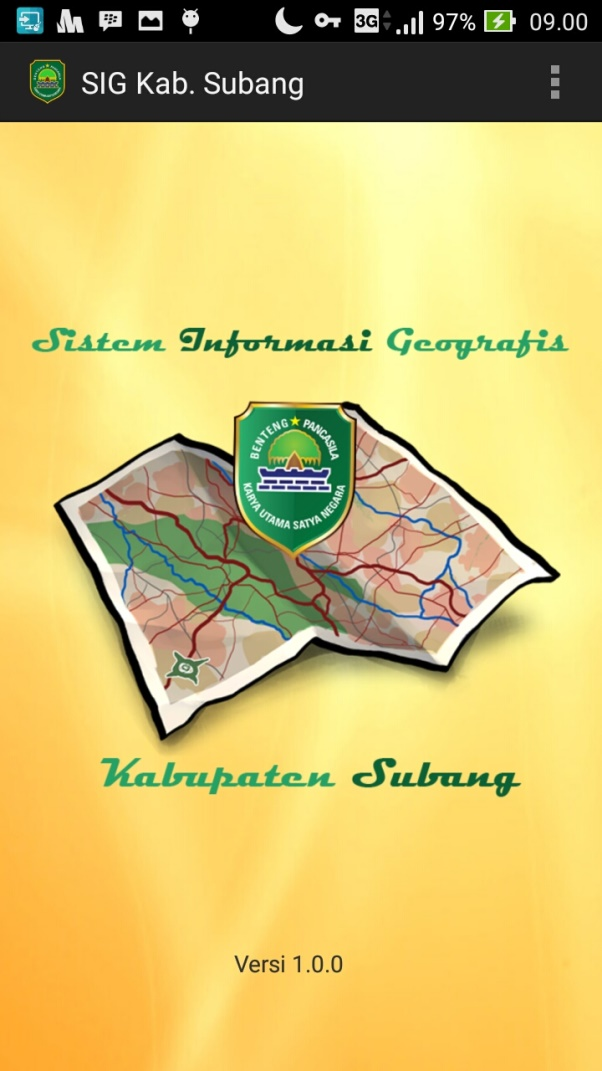 3G 97% 09.00
SIG Kab. Subang
Sistem Informasi Geografis
BENTENG ★ PANCASILA
KARYA UTAMA SATYA NEGARA
Kabupaten Subang
Versi 1.0.0